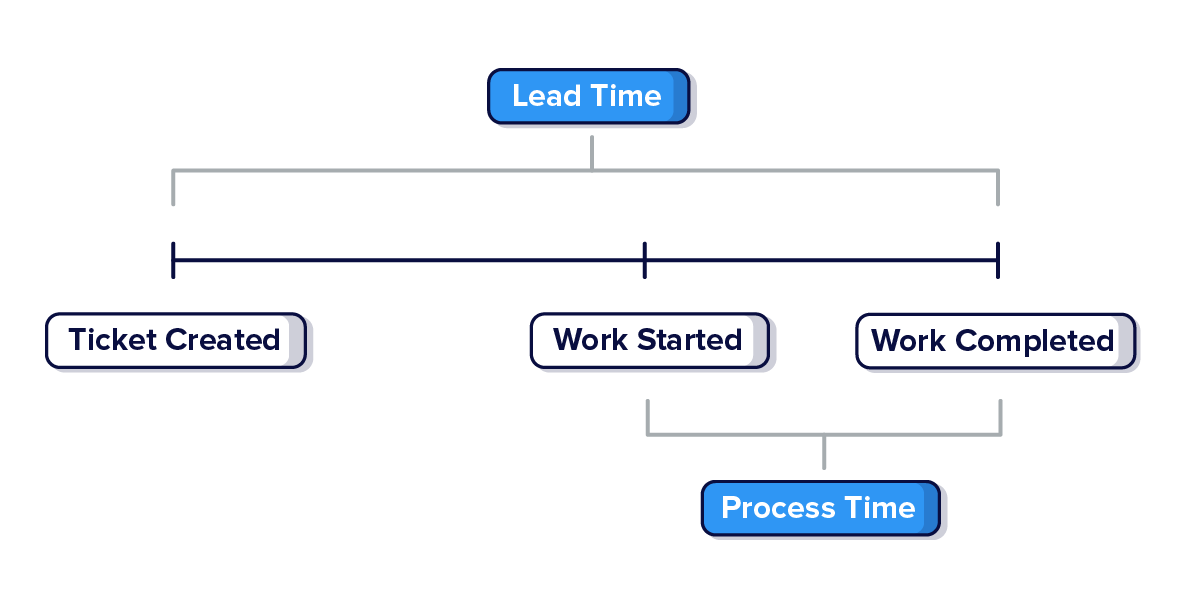 Lead Time
Ticket Created
Work Started
Work Completed
Process Time